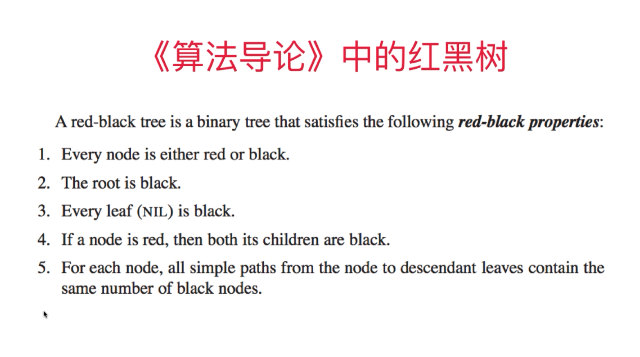 《算法导论》中的红黑树
A red-black tree is a binary tree that satisfies the following red-black properties:
1. Every node is either red or black.
2. The root is black.
3. Every leaf (NIL) is black.
4. If a node is red, then both its children are black.
5. For each node, all simple paths from the node to descendant leaves contain the
same number of black nodes.